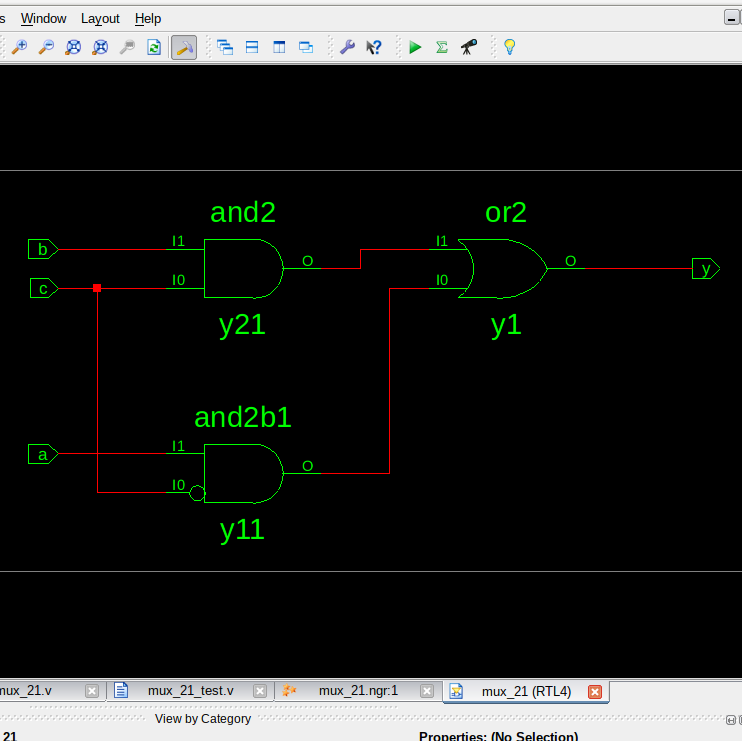 s Window Layout Help
and2 or2
b I1 O I1 O y
c I0 I0
y21 y1
and2b1
a I1 O
I0
y11
mux_21.v mux_21_test.v mux_21.ngr:1 mux_21 (RTL4)
View by Category
21 Properties: (No Selection)